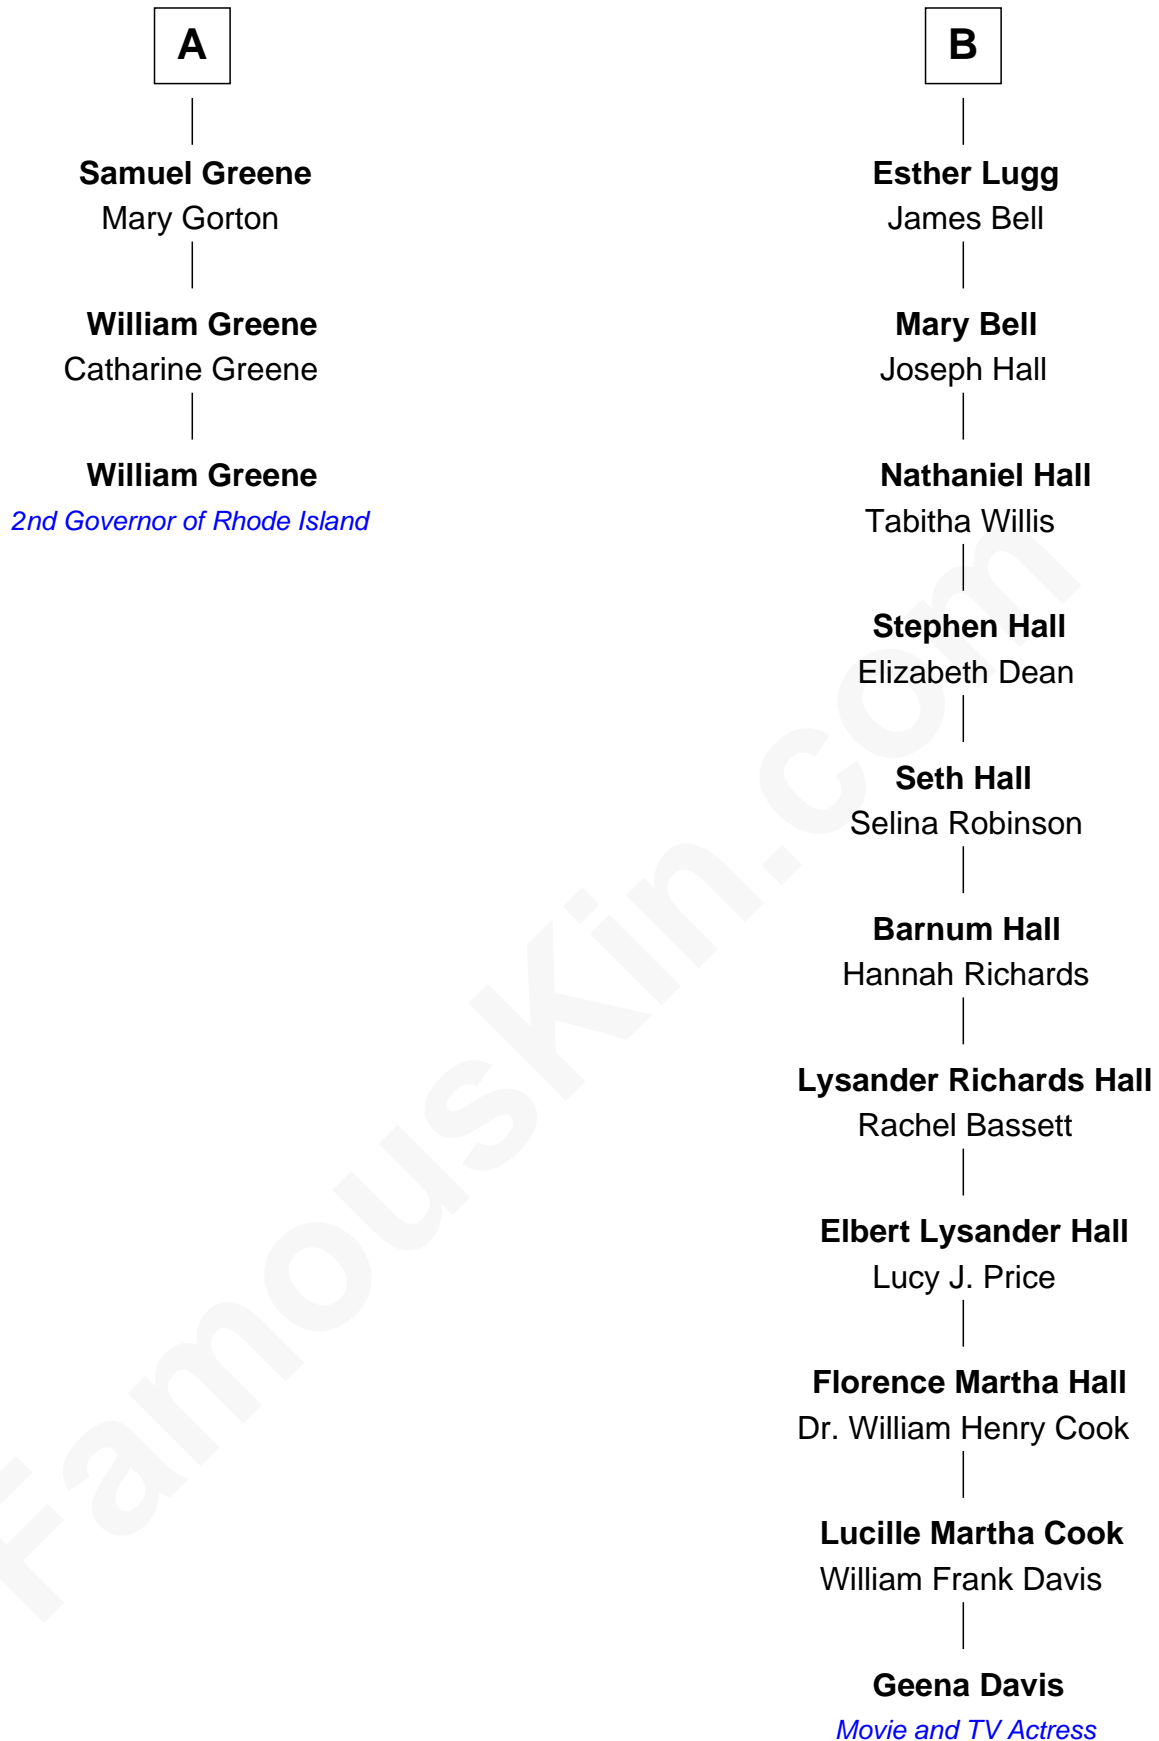 A
Samuel Greene
Mary Gorton
William Greene
Catharine Greene
William Greene
2nd Governor of Rhode Island
B
Esther Lugg
James Bell
Mary Bell
Joseph Hall
Nathaniel Hall
Tabitha Willis
Stephen Hall
Elizabeth Dean
Seth Hall
Selina Robinson
Barnum Hall
Hannah Richards
Lysander Richards Hall
Rachel Bassett
Elbert Lysander Hall
Lucy J. Price
Florence Martha Hall
Dr. William Henry Cook
Lucille Martha Cook
William Frank Davis
Geena Davis
Movie and TV Actress
FamousKin.com